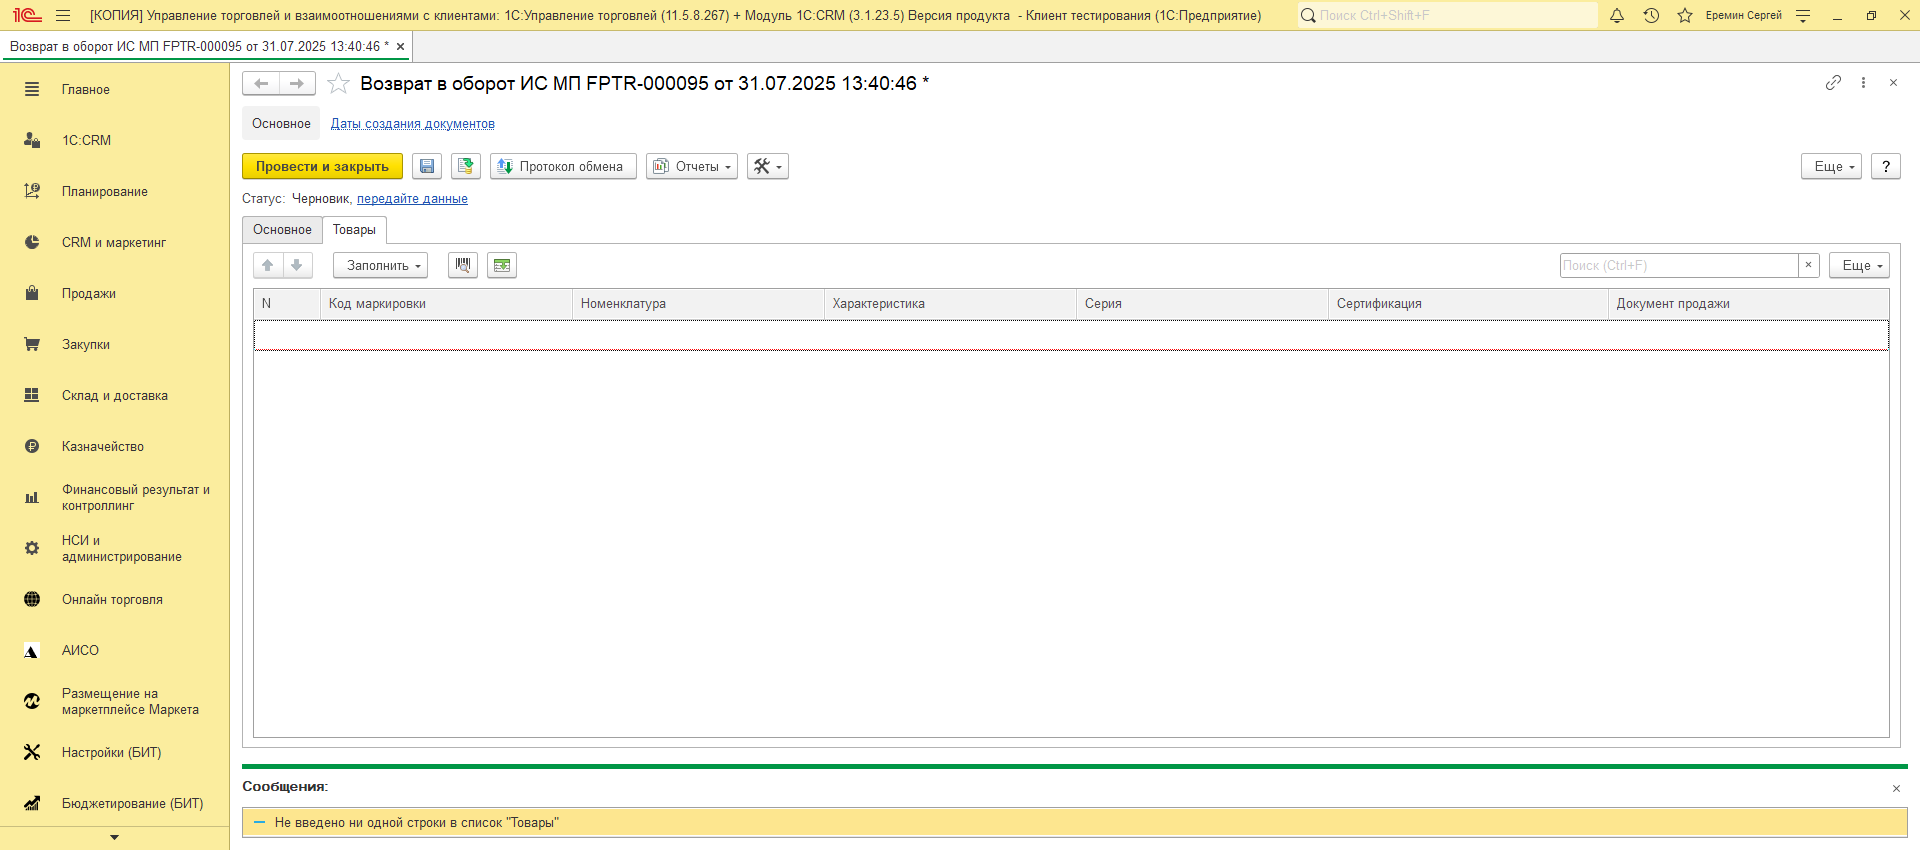 [КОПИЯ] Управление торговлей и взаимоотношениями с клиентами: 1С:Управление торговлей (11.5.8.267) + Модуль 1С:CRM (3.1.23.5) Версия продукта - Клиент тестирования (1С:Предприятие)
Поиск Ctrl+Shift+F
Еремин Сергей
Возврат в оборот ИС МП FPTR-000095 от 31.07.2025 13:40:46 *
Главное
1С:CRM
Планирование
CRM и маркетинг
Продажи
Закупки
Склад и доставка
Казначейство
Финансовый результат и
контроллинг
НСИ и
администрирование
Онлайн торговля
АИСО
Размещение на
маркетплейсе Маркета
Настройки (БИТ)
Бюджетирование (БИТ)
Возврат в оборот ИС МП FPTR-000095 от 31.07.2025 13:40:46 *
Основное Даты создания документов
Провести и закрыть Протокол обмена Отчеты Еще ?
Статус: Черновик, передайте данные
Основное Товары
Заполнить Поиск (Ctrl+F) × Еще
N Код маркировки Номенклатура Характеристика Серия Сертификация Документ продажи
Сообщения:
Не введено ни одной строки в список "Товары"